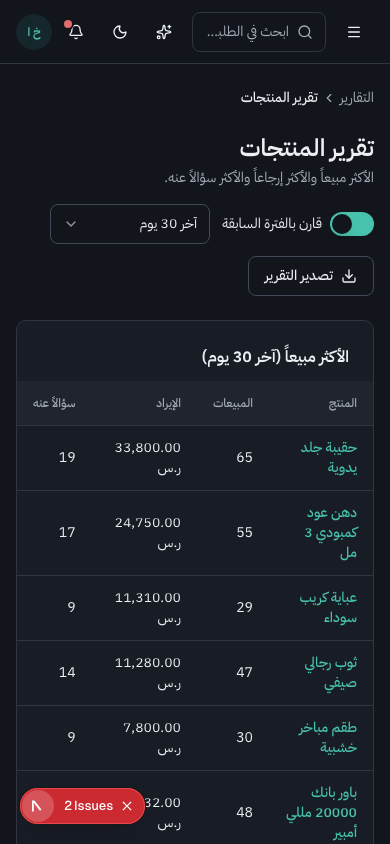 ابحث في الطلبـ...
خ ا
التقارير › تقرير المنتجات
تقرير المنتجات
الأكثر مبيعاً والأكثر إرجاعاً والأكثر سؤالاً عنه.
قارن بالفترة السابقة
آخر 30 يوم
تصدير التقرير
الأكثر مبيعاً (آخر 30 يوم)
المنتج المبيعات الإيراد سؤالاً عنه
حقيبة جلد يدوية 65 33,800.00 ر.س 19
دهن عود كمبودي 3 مل 55 24,750.00 ر.س 17
عباية كريب سوداء 29 11,310.00 ر.س 9
ثوب رجالي صيفي 47 11,280.00 ر.س 14
طقم مباخر خشبية 30 7,800.00 ر.س 9
باور بانك 20000 مللي أمبير 48 32.00 ر.س
2 Issues